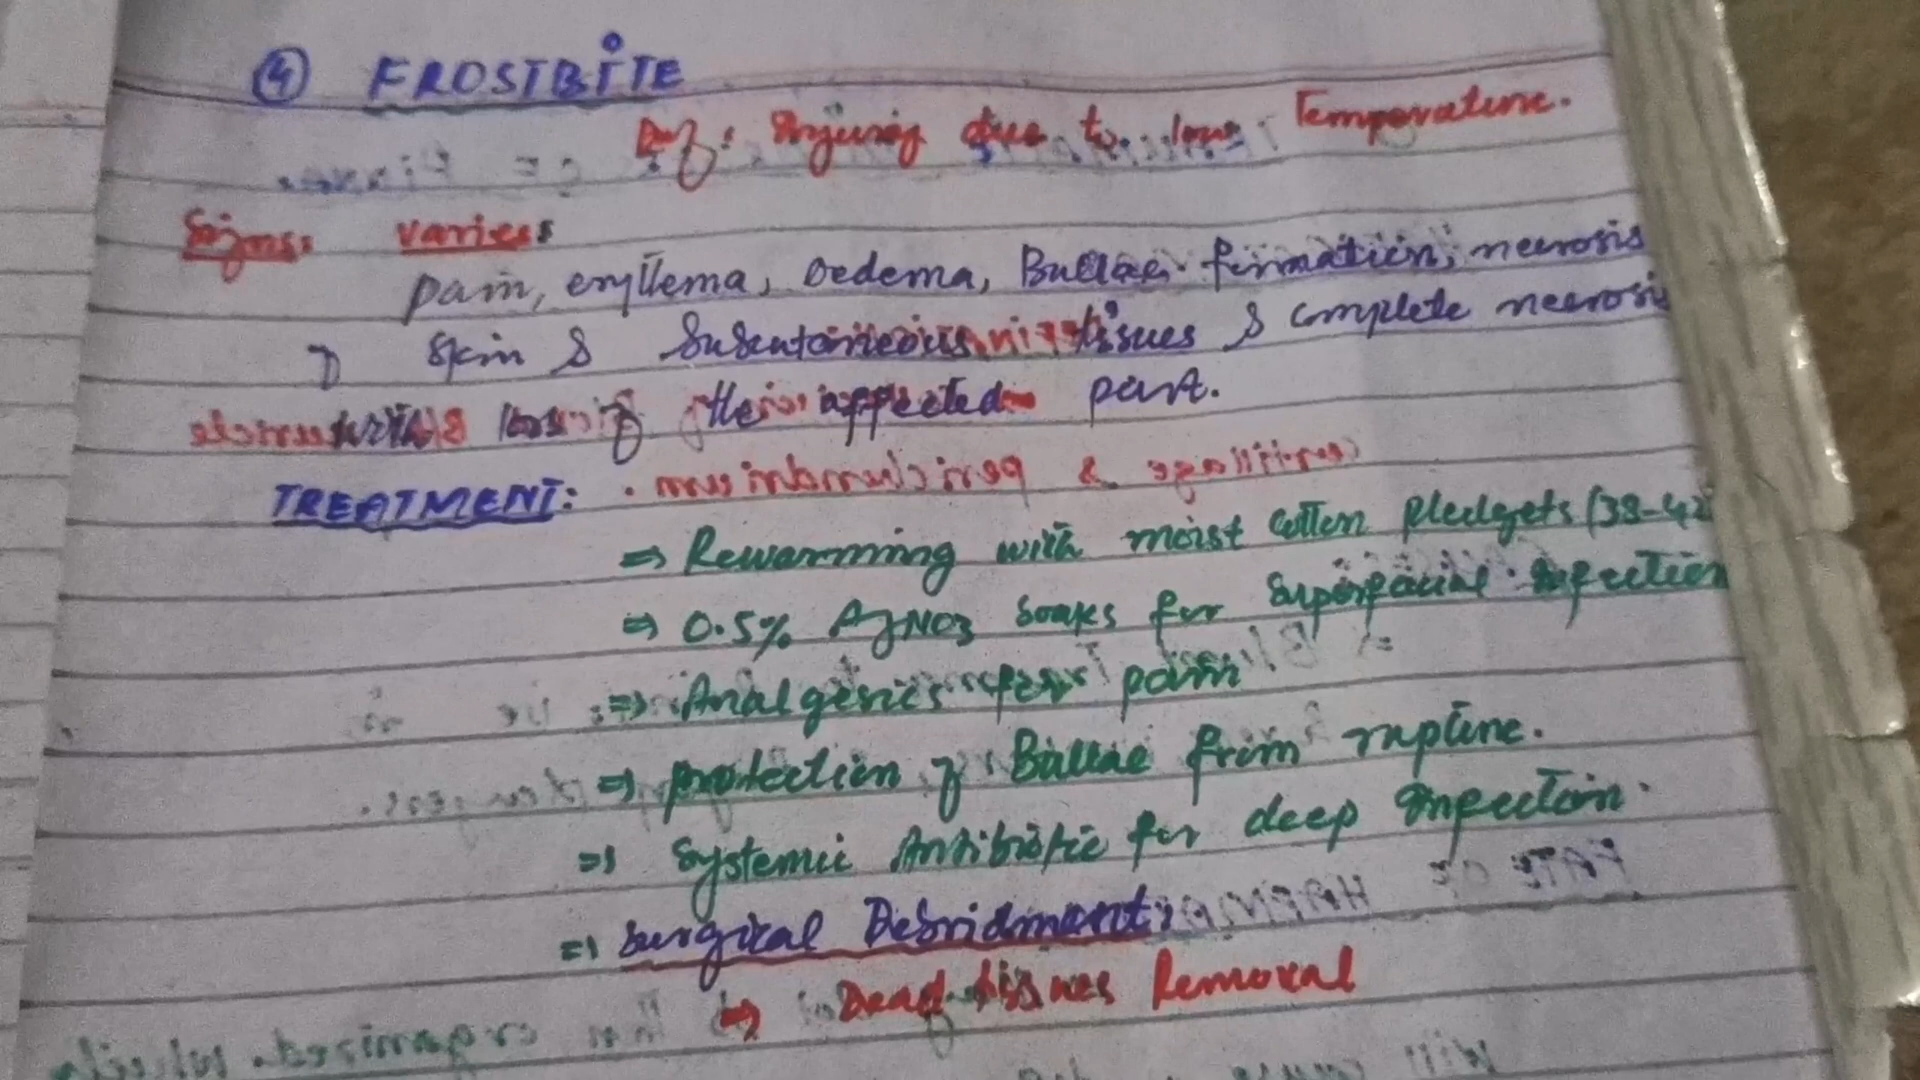 ④ FROSTBITE
Def: Injury due to low Temperature.
Signs: varies
Pain, erythema, Oedema, Bullae formation, necrosis
of skin & Subcutaneous tissues & complete necrosis
loss of the affected part.
TREATMENT:
⇒ Rewarming with moist cotton pledgets (38-42
⇒ 0.5% AgNO3 soaks for Superfacial Infection
⇒ Analgesics for pain
⇒ protection of Bullae from rupture.
⇒ Systemic Antibiotic for deep Infection.
⇒ Surgical Debridment:
↳ Dead tissues Removal